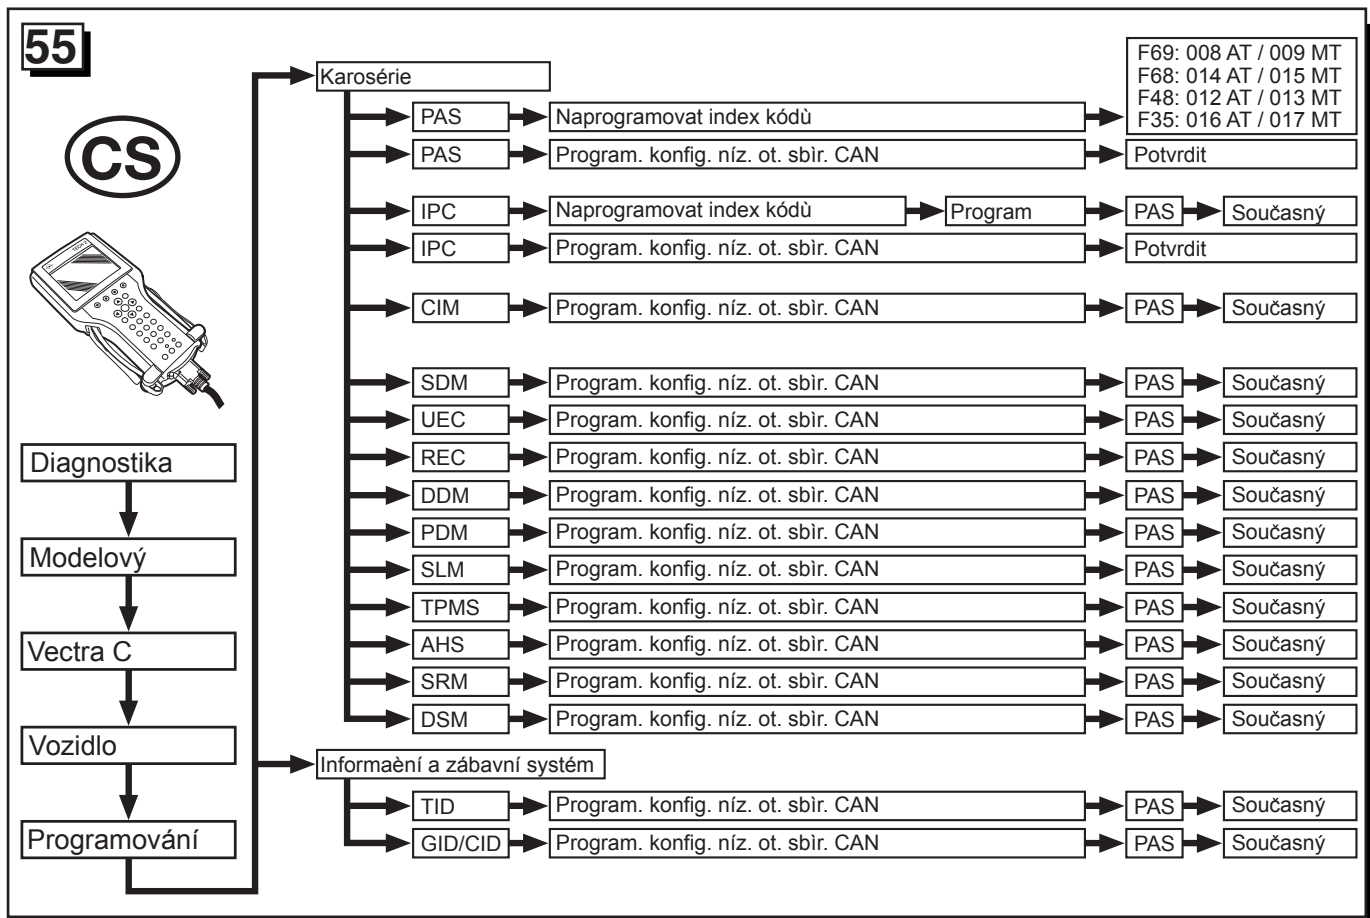 55
CS
TECH 2
Diagnostika
Modelový
Vectra C
Vozidlo
Programování
Karosérie
PAS Naprogramovat index kódù
F69: 008 AT / 009 MT
F68: 014 AT / 015 MT
F48: 012 AT / 013 MT
F35: 016 AT / 017 MT
PAS Program. konfig. níz. ot. sbìr. CAN Potvrdit
IPC Naprogramovat index kódù Program PAS Současný
IPC Program. konfig. níz. ot. sbìr. CAN Potvrdit
CIM Program. konfig. níz. ot. sbìr. CAN PAS Současný
SDM Program. konfig. níz. ot. sbìr. CAN PAS Současný
UEC Program. konfig. níz. ot. sbìr. CAN PAS Současný
REC Program. konfig. níz. ot. sbìr. CAN PAS Současný
DDM Program. konfig. níz. ot. sbìr. CAN PAS Současný
PDM Program. konfig. níz. ot. sbìr. CAN PAS Současný
SLM Program. konfig. níz. ot. sbìr. CAN PAS Současný
TPMS Program. konfig. níz. ot. sbìr. CAN PAS Současný
AHS Program. konfig. níz. ot. sbìr. CAN PAS Současný
SRM Program. konfig. níz. ot. sbìr. CAN PAS Současný
DSM Program. konfig. níz. ot. sbìr. CAN PAS Současný
Informaèní a zábavní systém
TID Program. konfig. níz. ot. sbìr. CAN PAS Současný
GID/CID Program. konfig. níz. ot. sbìr. CAN PAS Současný